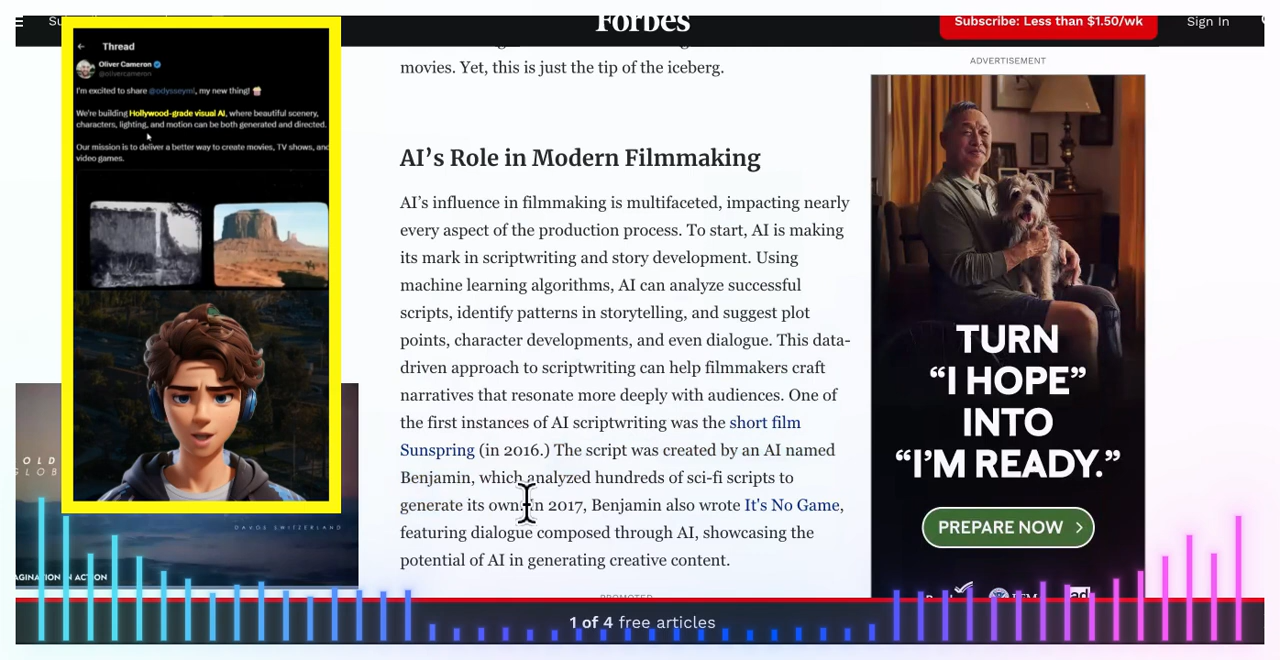 Forbes
Subscribe: Less than $1.50/wk
Sign In
Thread
Oliver Cameron
@olivercameron
I'm excited to share @odysseyml, my new thing!
We're building Hollywood-grade visual AI, where beautiful scenery,
characters, lighting, and motion can be both generated and directed.
Our mission is to deliver a better way to create movies, TV shows, and
video games.
OLD
GLOB
DAVOS SWITZERLAND
AGINATION IN ACTION
movies. Yet, this is just the tip of the iceberg.
AI’s Role in Modern Filmmaking
AI’s influence in filmmaking is multifaceted, impacting nearly
every aspect of the production process. To start, AI is making
its mark in scriptwriting and story development. Using
machine learning algorithms, AI can analyze successful
scripts, identify patterns in storytelling, and suggest plot
points, character developments, and even dialogue. This data-
driven approach to scriptwriting can help filmmakers craft
narratives that resonate more deeply with audiences. One of
the first instances of AI scriptwriting was the short film
Sunspring (in 2016.) The script was created by an AI named
Benjamin, which analyzed hundreds of sci-fi scripts to
generate its own. In 2017, Benjamin also wrote It's No Game,
featuring dialogue composed through AI, showcasing the
potential of AI in generating creative content.
ADVERTISEMENT
TURN
“I HOPE”
INTO
“I’M READY.”
PREPARE NOW
ad
1 of 4 free articles